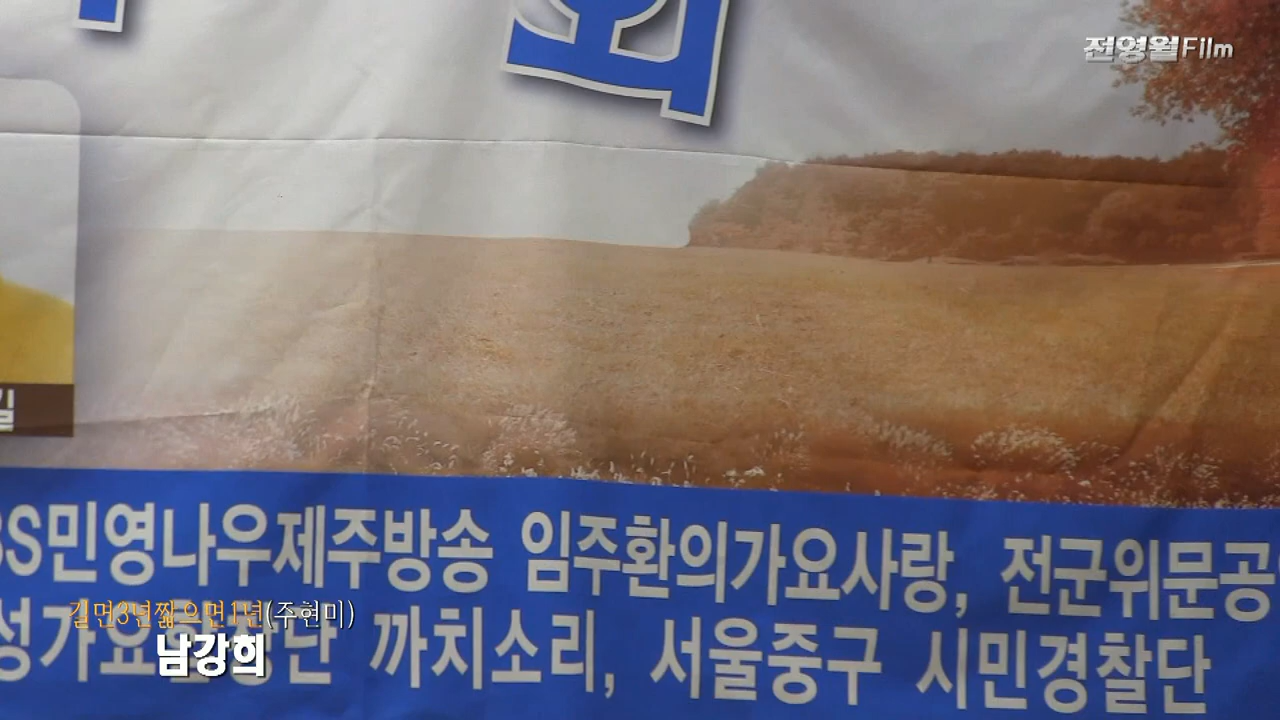 전영월Film
회
길
SBS민영나우제주방송 임주환의가요사랑, 전군위문공
길면3년짧으면1년(주현미)
성가요 단 까치소리, 서울중구 시민경찰단
남강희